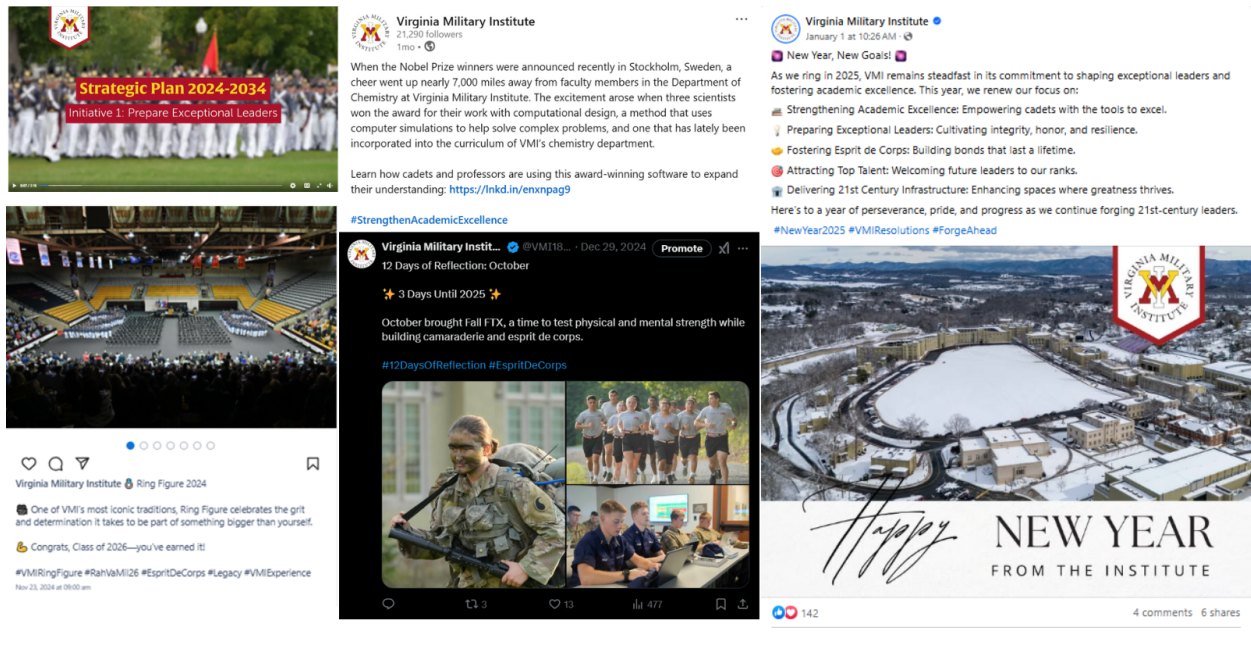 VIRGINIA MILITARY INSTITUTE
Strategic Plan 2024-2034
Initiative 1: Prepare Exceptional Leaders
Virginia Military Institute 💍 Ring Figure 2024
One of VMI's most iconic traditions, Ring Figure celebrates the grit
and determination it takes to be part of something bigger than yourself.
💪 Congrats, Class of 2026—you've earned it!
#VMIRingFigure #RahVaMil26 #EspritDeCorps #Legacy #VMIExperience
Nov 23, 2024 at 09:00 am
VIRGINIA MILITARY INSTITUTE
Virginia Military Institute
21,290 followers
1mo •
When the Nobel Prize winners were announced recently in Stockholm, Sweden, a
cheer went up nearly 7,000 miles away from faculty members in the Department of
Chemistry at Virginia Military Institute. The excitement arose when three scientists
won the award for their work with computational design, a method that uses
computer simulations to help solve complex problems, and one that has lately been
incorporated into the curriculum of VMI's chemistry department.
Learn how cadets and professors are using this award-winning software to expand
their understanding: https://lnkd.in/enxnpag9
#StrengthenAcademicExcellence
Virginia Military Instit... @VMI18... · Dec 29, 2024 Promote
12 Days of Reflection: October
✨ 3 Days Until 2025 ✨
October brought Fall FTX, a time to test physical and mental strength while
building camaraderie and esprit de corps.
#12DaysOfReflection #EspritDeCorps
3 13 477
Virginia Military Institute
January 1 at 10:26 AM ·
New Year, New Goals!
As we ring in 2025, VMI remains steadfast in its commitment to shaping exceptional leaders and
fostering academic excellence. This year, we renew our focus on:
Strengthening Academic Excellence: Empowering cadets with the tools to excel.
💡 Preparing Exceptional Leaders: Cultivating integrity, honor, and resilience.
🤝 Fostering Esprit de Corps: Building bonds that last a lifetime.
🎯 Attracting Top Talent: Welcoming future leaders to our ranks.
🏛️ Delivering 21st Century Infrastructure: Enhancing spaces where greatness thrives.
Here's to a year of perseverance, pride, and progress as we continue forging 21st-century leaders.
#NewYear2025 #VMIResolutions #ForgeAhead
VIRGINIA MILITARY INSTITUTE
Happy NEW YEAR
FROM THE INSTITUTE
142 4 comments 6 shares